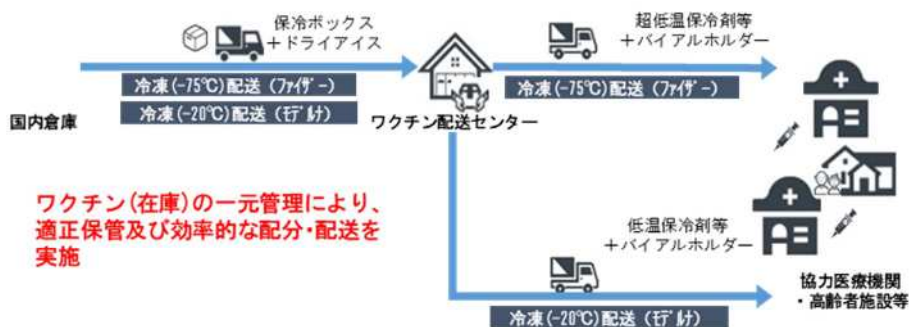 保冷ボックス
+ドライアイス
冷凍(-75℃)配送(ファイザー)
冷凍(-20℃)配送(モデルナ)
国内倉庫
ワクチン配送センター
超低温保冷剤等
+バイアルホルダー
冷凍(-75℃)配送(ファイザー)
ワクチン(在庫)の一元管理により、
適正保管及び効率的な配分・配送を
実施
低温保冷剤等
+バイアルホルダー
冷凍(-20℃)配送(モデルナ)
協力医療機関
・高齢者施設等